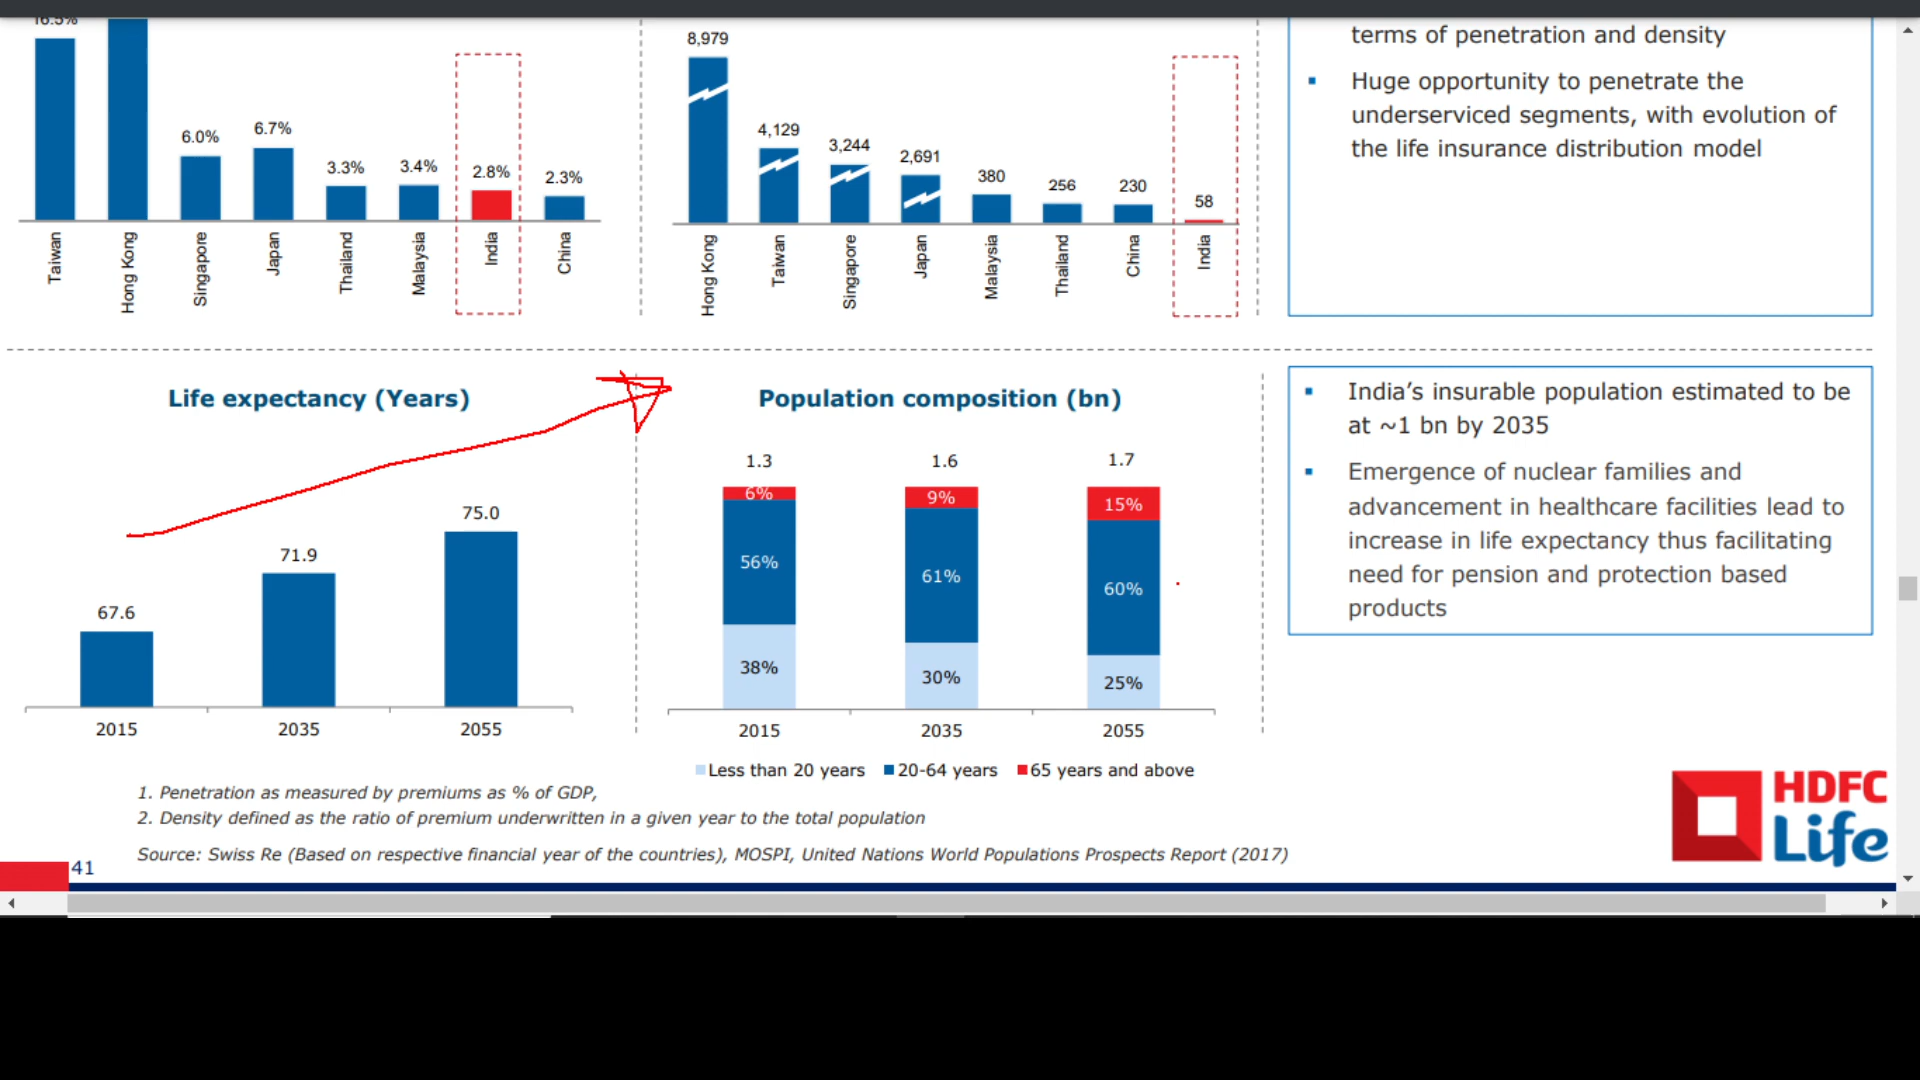 16.5%
6.0%
6.7%
3.3%
3.4%
2.8%
2.3%
Taiwan
Hong Kong
Singapore
Japan
Thailand
Malaysia
India
China
8,979
4,129
3,244
2,691
380
256
230
58
Hong Kong
Taiwan
Singapore
Japan
Malaysia
Thailand
China
India
terms of penetration and density
▪ Huge opportunity to penetrate the
underserviced segments, with evolution of
the life insurance distribution model
Life expectancy (Years)
67.6
71.9
75.0
2015
2035
2055
Population composition (bn)
1.3
1.6
1.7
6%
9%
15%
56%
61%
60%
38%
30%
25%
2015
2035
2055
Less than 20 years
20-64 years
65 years and above
▪ India’s insurable population estimated to be
at ~1 bn by 2035
▪ Emergence of nuclear families and
advancement in healthcare facilities lead to
increase in life expectancy thus facilitating
need for pension and protection based
products
1. Penetration as measured by premiums as % of GDP,
2. Density defined as the ratio of premium underwritten in a given year to the total population
Source: Swiss Re (Based on respective financial year of the countries), MOSPI, United Nations World Populations Prospects Report (2017)
41
HDFC
Life